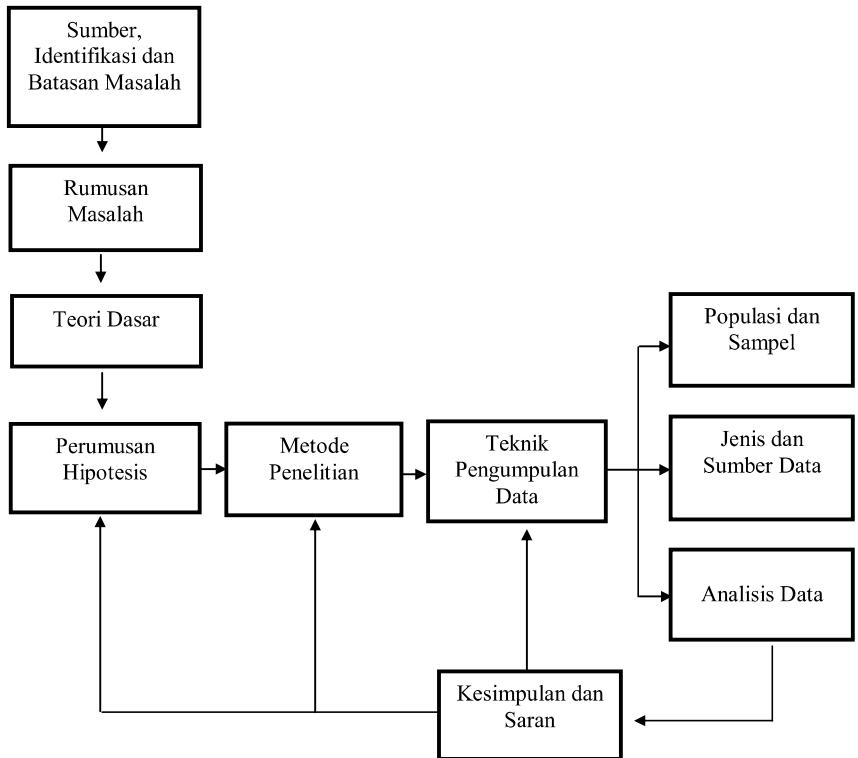 Sumber,
Identifikasi dan
Batasan Masalah
Rumusan
Masalah
Teori Dasar
Perumusan
Hipotesis
Metode
Penelitian
Teknik
Pengumpulan
Data
Populasi dan
Sampel
Jenis dan
Sumber Data
Analisis Data
Kesimpulan dan
Saran